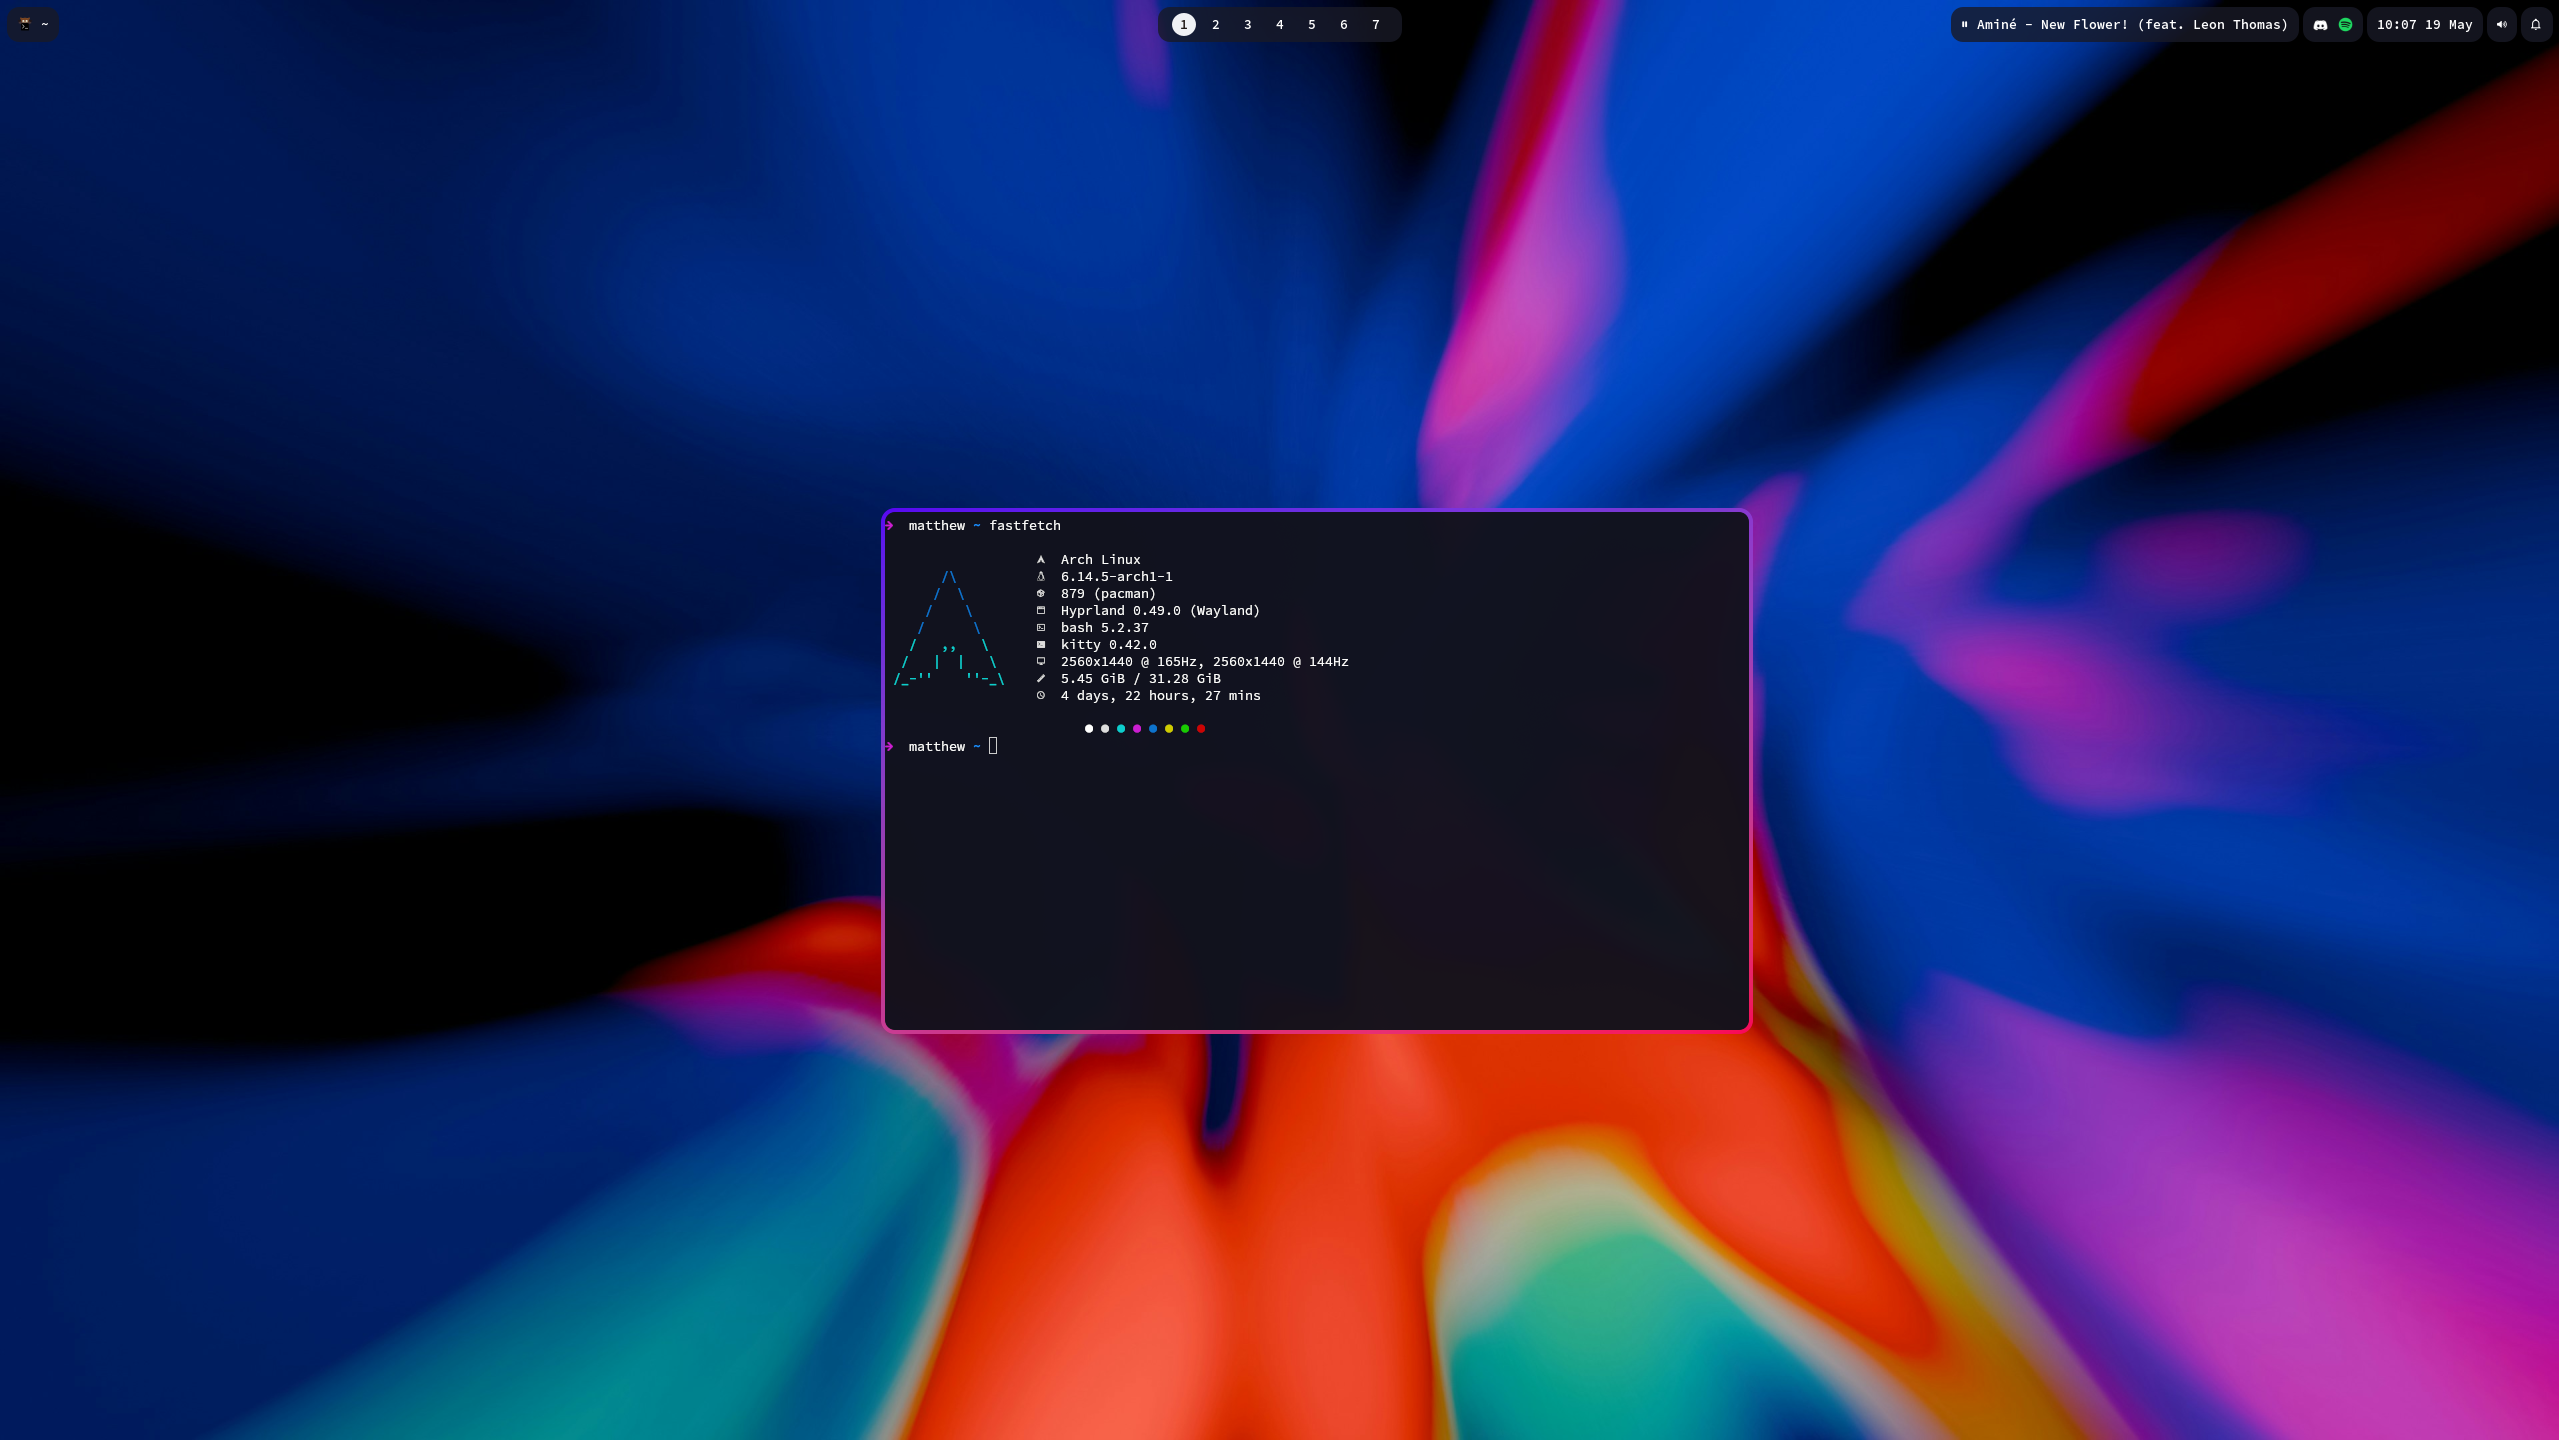 ~
1 2 3 4 5 6 7
Aminé - New Flower! (feat. Leon Thomas)
10:07 19 May
matthew ~ fastfetch
Arch Linux
6.14.5-arch1-1
879 (pacman)
Hyprland 0.49.0 (Wayland)
bash 5.2.37
kitty 0.42.0
2560x1440 @ 165Hz, 2560x1440 @ 144Hz
5.45 GiB / 31.28 GiB
4 days, 22 hours, 27 mins
matthew ~